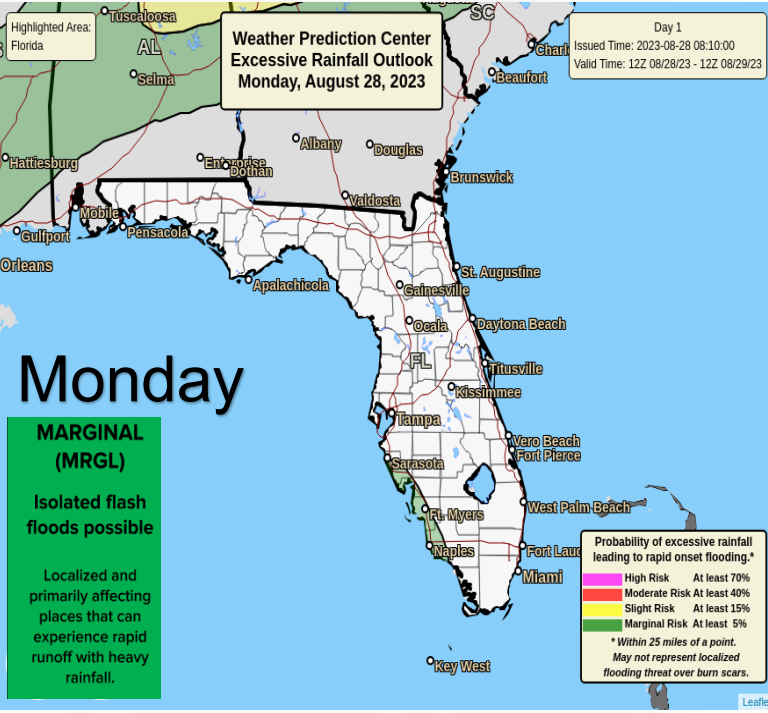 Highlighted Area:
Florida
Tuscaloosa
AL
Selma
Weather Prediction Center
Excessive Rainfall Outlook
Monday, August 28, 2023
SC
Day 1
Issued Time: 2023-08-28 08:10:00
Valid Time: 12Z 08/28/23 - 12Z 08/29/23
Charl
Beaufort
Hattiesburg
Enterprise
Dothan
Albany
Douglas
Brunswick
Valdosta
Mobile
Gulfport
Pensacola
Orleans
Apalachicola
St. Augustine
Gainesville
Ocala
Daytona Beach
FL
Titusville
Kissimmee
Monday
Tampa
MARGINAL
(MRGL)
Isolated flash
floods possible
Localized and
primarily affecting
places that can
experience rapid
runoff with heavy
rainfall.
Vero Beach
Fort Pierce
Sarasota
Ft. Myers
West Palm Beach
Naples
Fort Laud
Miami
Key West
Probability of excessive rainfall
leading to rapid onset flooding.*
High Risk At least 70%
Moderate Risk At least 40%
Slight Risk At least 15%
Marginal Risk At least 5%
* Within 25 miles of a point.
May not represent localized
flooding threat over burn scars.
Leafle